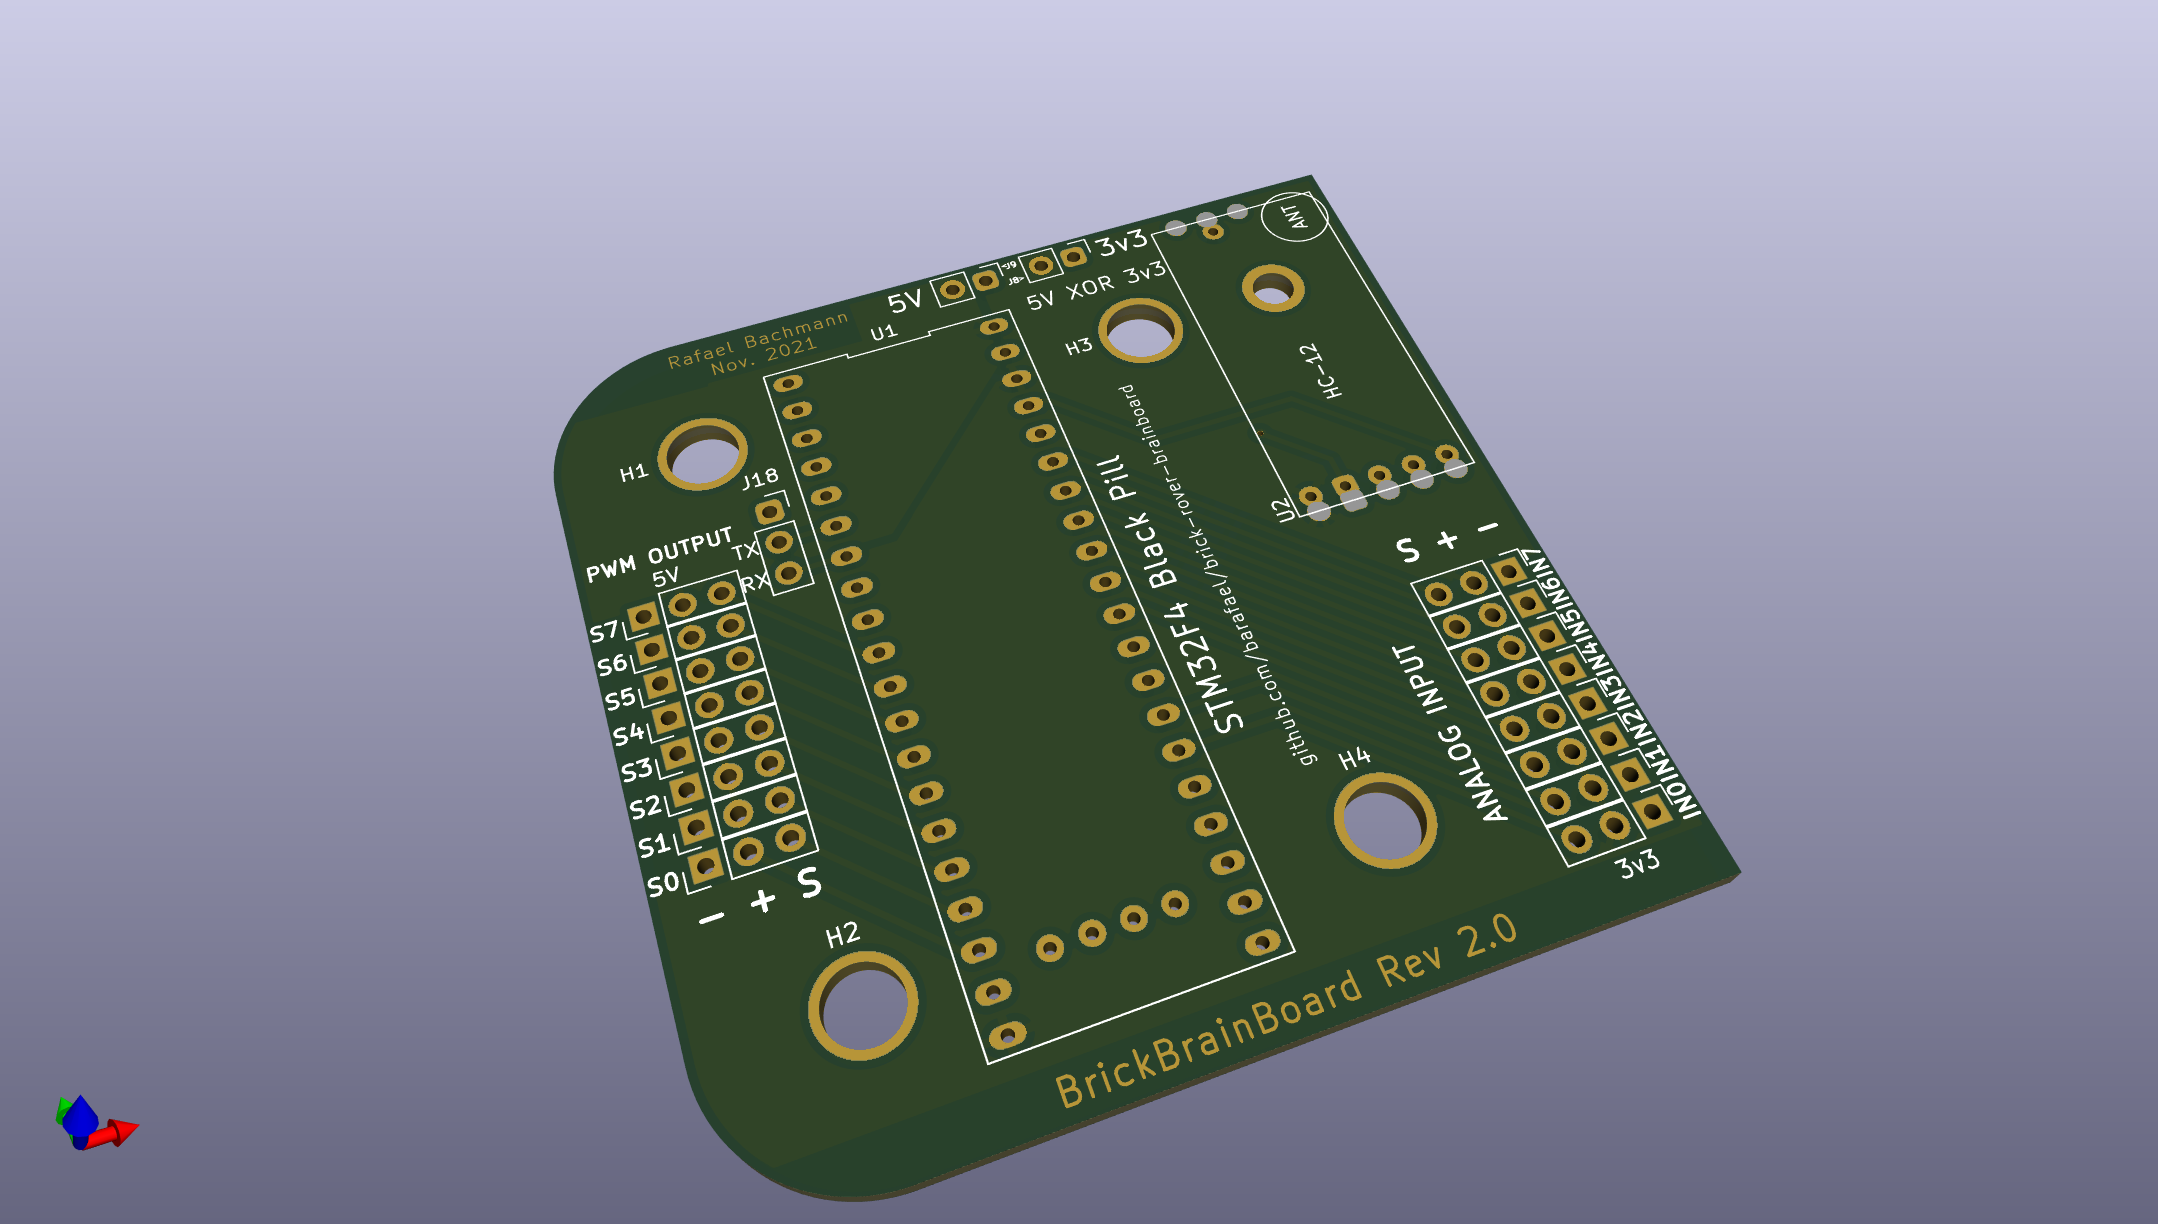 ANT
3v3
5V
<J9
J8>
5V XOR 3v3
Rafael Bachmann
Nov. 2021
U1
H3
HC-12
github.com/barafael/brick-rover-brainboard
H1
J18
STM32F4 Black Pill
U2
PWM OUTPUT
5V
TX
RX
S + -
S7
S6
S5
S4
S3
S2
S1
S0
- + S
ANALOG INPUT
IN7
IN6
IN5
IN4
IN3
IN2
IN1
IN0
3v3
H4
H2
BrickBrainBoard Rev 2.0